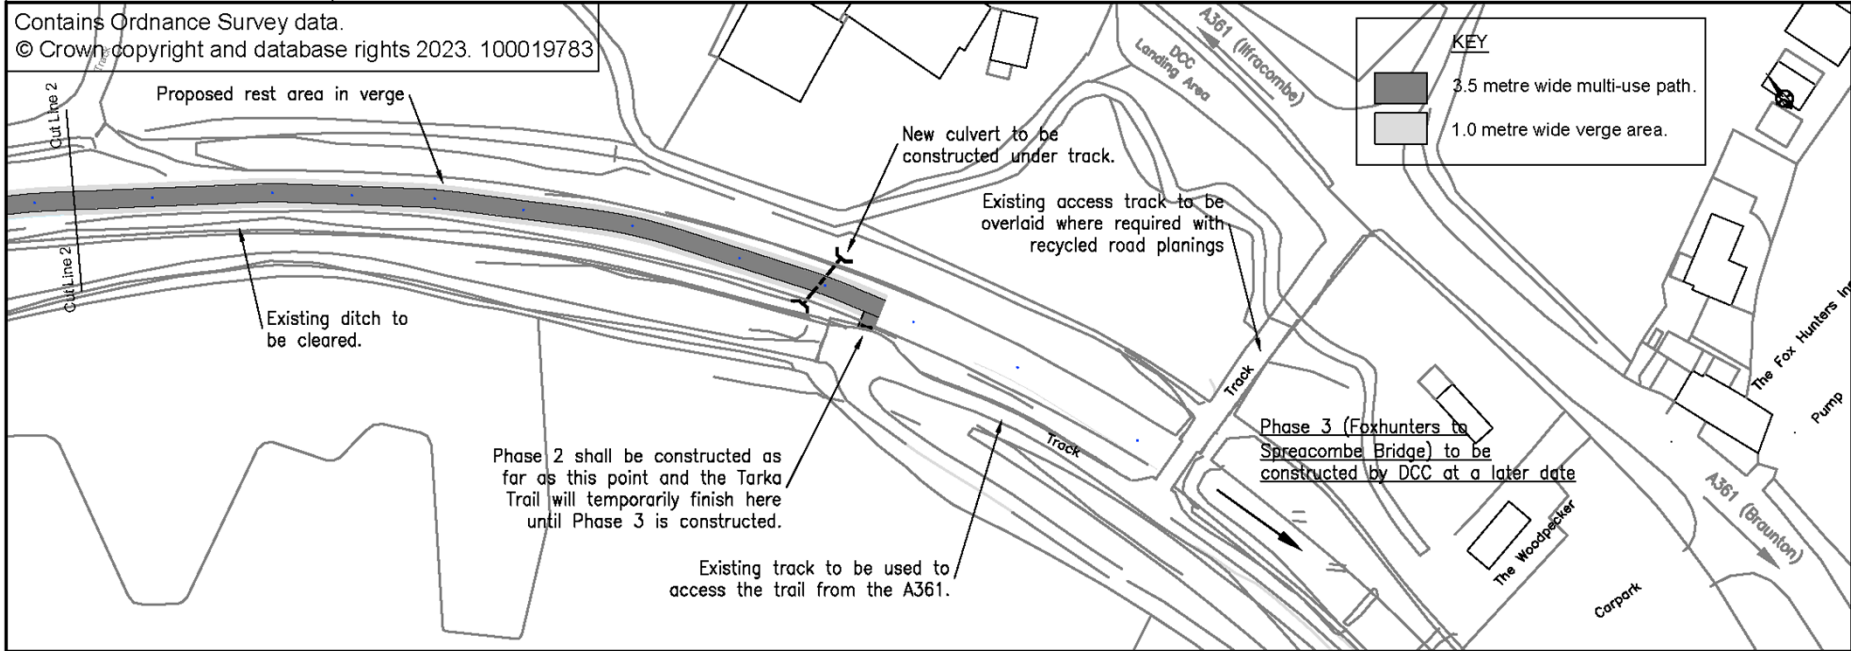 Contains Ordnance Survey data.
© Crown copyright and database rights 2023. 100019783
Track
Cut Line 2
Cut Line 2
Proposed rest area in verge
New culvert to be
constructed under track.
Existing access track to be
overlaid where required with
recycled road planings
A361 (Ilfracombe)
DCC
Landing Area
KEY
3.5 metre wide multi-use path.
1.0 metre wide verge area.
Existing ditch to
be cleared.
Phase 2 shall be constructed as
far as this point and the Tarka
Trail will temporarily finish here
until Phase 3 is constructed.
Existing track to be used to
access the trail from the A361.
Track
Track
Phase 3 (Foxhunters to
Spreacombe Bridge) to be
constructed by DCC at a later date
The Woodpecker
Carpark
A361 (Braunton)
The Fox Hunters Inn
Pump